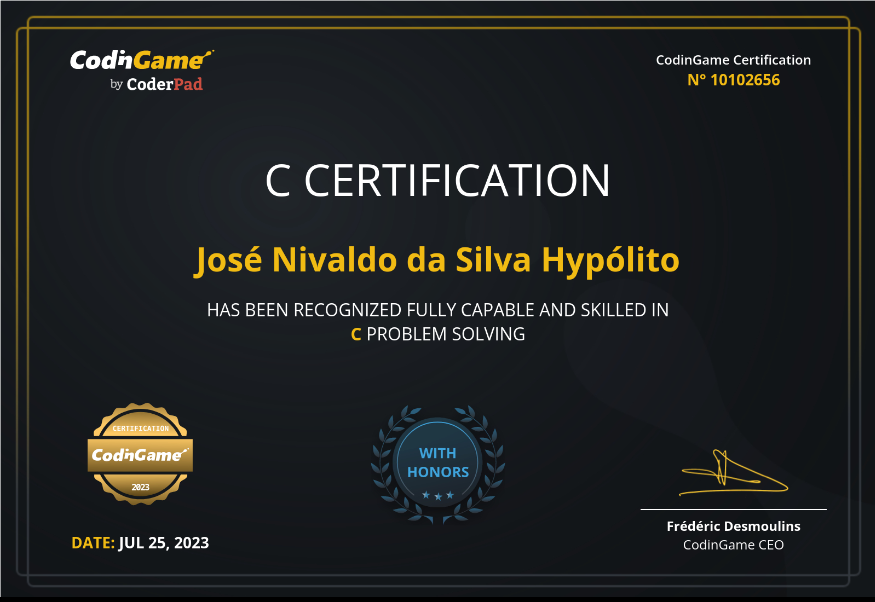 CodinGame
by CoderPad
CodinGame Certification
N° 10102656
C CERTIFICATION
José Nivaldo da Silva Hypólito
HAS BEEN RECOGNIZED FULLY CAPABLE AND SKILLED IN
C PROBLEM SOLVING
CERTIFICATION
CodinGame
2023
WITH
HONORS
DATE: JUL 25, 2023
Frédéric Desmoulins
CodinGame CEO